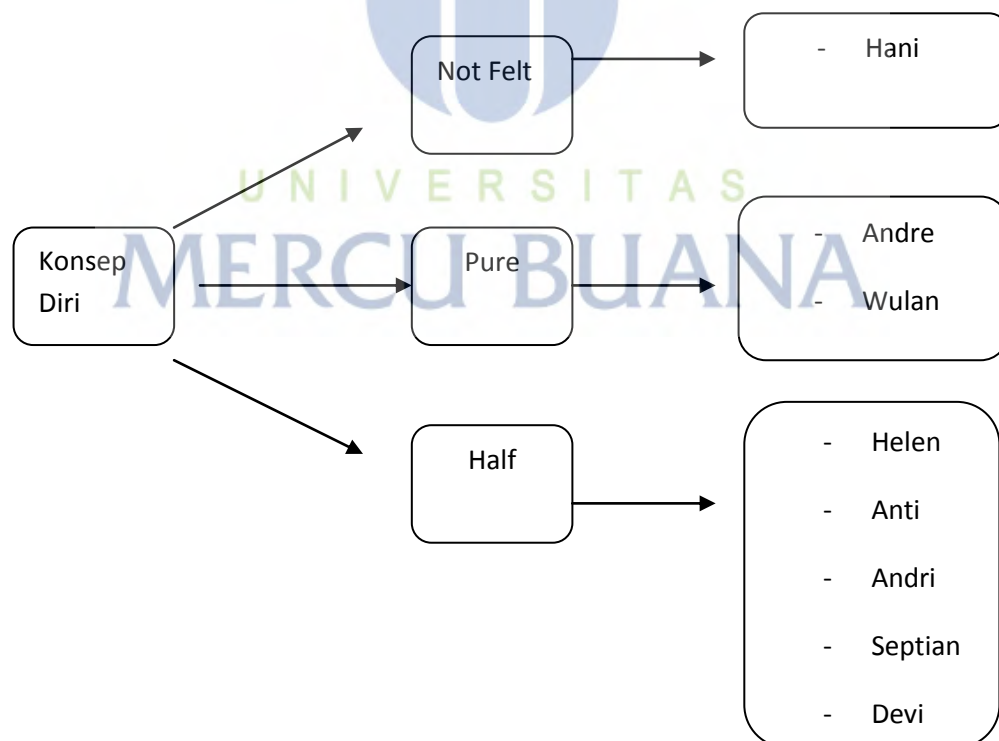 Not Felt
- Hani
UNIVERSITAS
MERCU BUANA
Konsep
Diri
Pure
- Andre
- Wulan
Half
- Helen
- Anti
- Andri
- Septian
- Devi